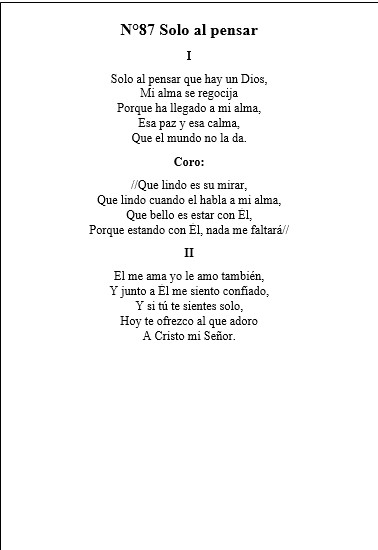 N°87 Solo al pensar
I
Solo al pensar que hay un Dios,
Mi alma se regocija
Porque ha llegado a mi alma,
Esa paz y esa calma,
Que el mundo no la da.
Coro:
//Que lindo es su mirar,
Que lindo cuando el habla a mi alma,
Que bello es estar con Él,
Porque estando con Él, nada me faltará//
II
El me ama yo le amo también,
Y junto a Él me siento confiado,
Y si tú te sientes solo,
Hoy te ofrezco al que adoro
A Cristo mi Señor.